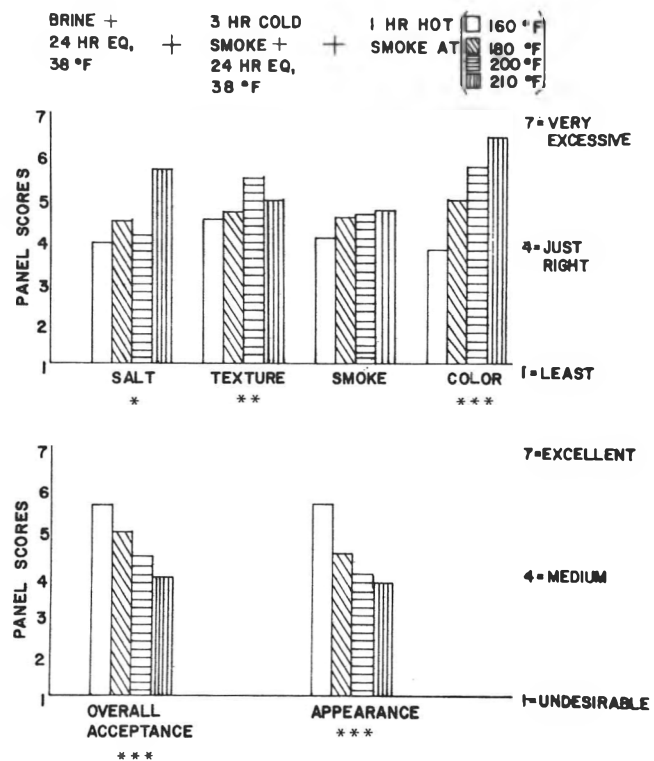 BRINE + + 3 HR COLD + 1 HR HOT 160 °F
24 HR EQ, SMOKE + SMOKE AT 180 °F
38 °F 24 HR EQ, 200 °F
38 °F 210 °F
7 7 = VERY
EXCESSIVE
6
5
4 4 = JUST
RIGHT
3
2
1 1 = LEAST
PANEL SCORES
SALT TEXTURE SMOKE COLOR
* ** ***
7 7 = EXCELLENT
6
5
4 4 = MEDIUM
3
2
1 1 = UNDESIRABLE
PANEL SCORES
OVERALL APPEARANCE
ACCEPTANCE ***
***